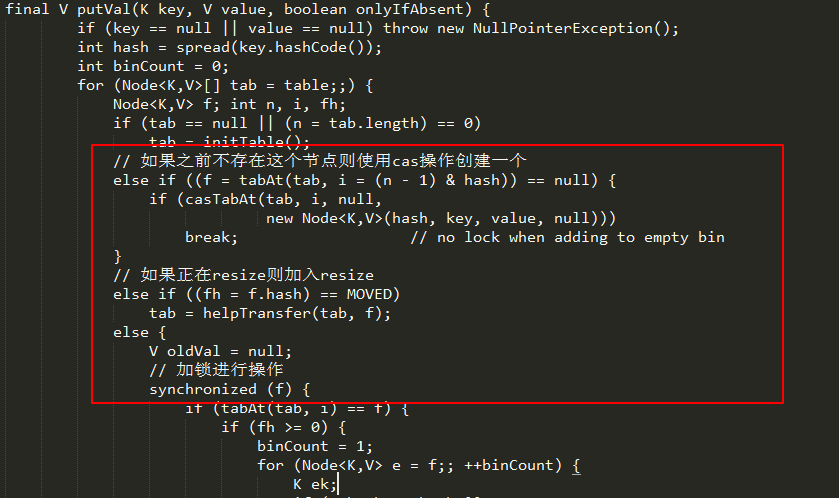 final V putVal(K key, V value, boolean onlyIfAbsent) {
if (key == null || value == null) throw new NullPointerException();
int hash = spread(key.hashCode());
int binCount = 0;
for (Node<K,V>[] tab = table;;) {
Node<K,V> f; int n, i, fh;
if (tab == null || (n = tab.length) == 0)
tab = initTable();
// 如果之前不存在这个节点则使用cas操作创建一个
else if ((f = tabAt(tab, i = (n - 1) & hash)) == null) {
if (casTabAt(tab, i, null,
new Node<K,V>(hash, key, value, null)))
break; // no lock when adding to empty bin
}
// 如果正在resize则加入resize
else if ((fh = f.hash) == MOVED)
tab = helpTransfer(tab, f);
else {
V oldVal = null;
// 加锁进行操作
synchronized (f) {
if (tabAt(tab, i) == f) {
if (fh >= 0) {
binCount = 1;
for (Node<K,V> e = f;; ++binCount) {
K ek;